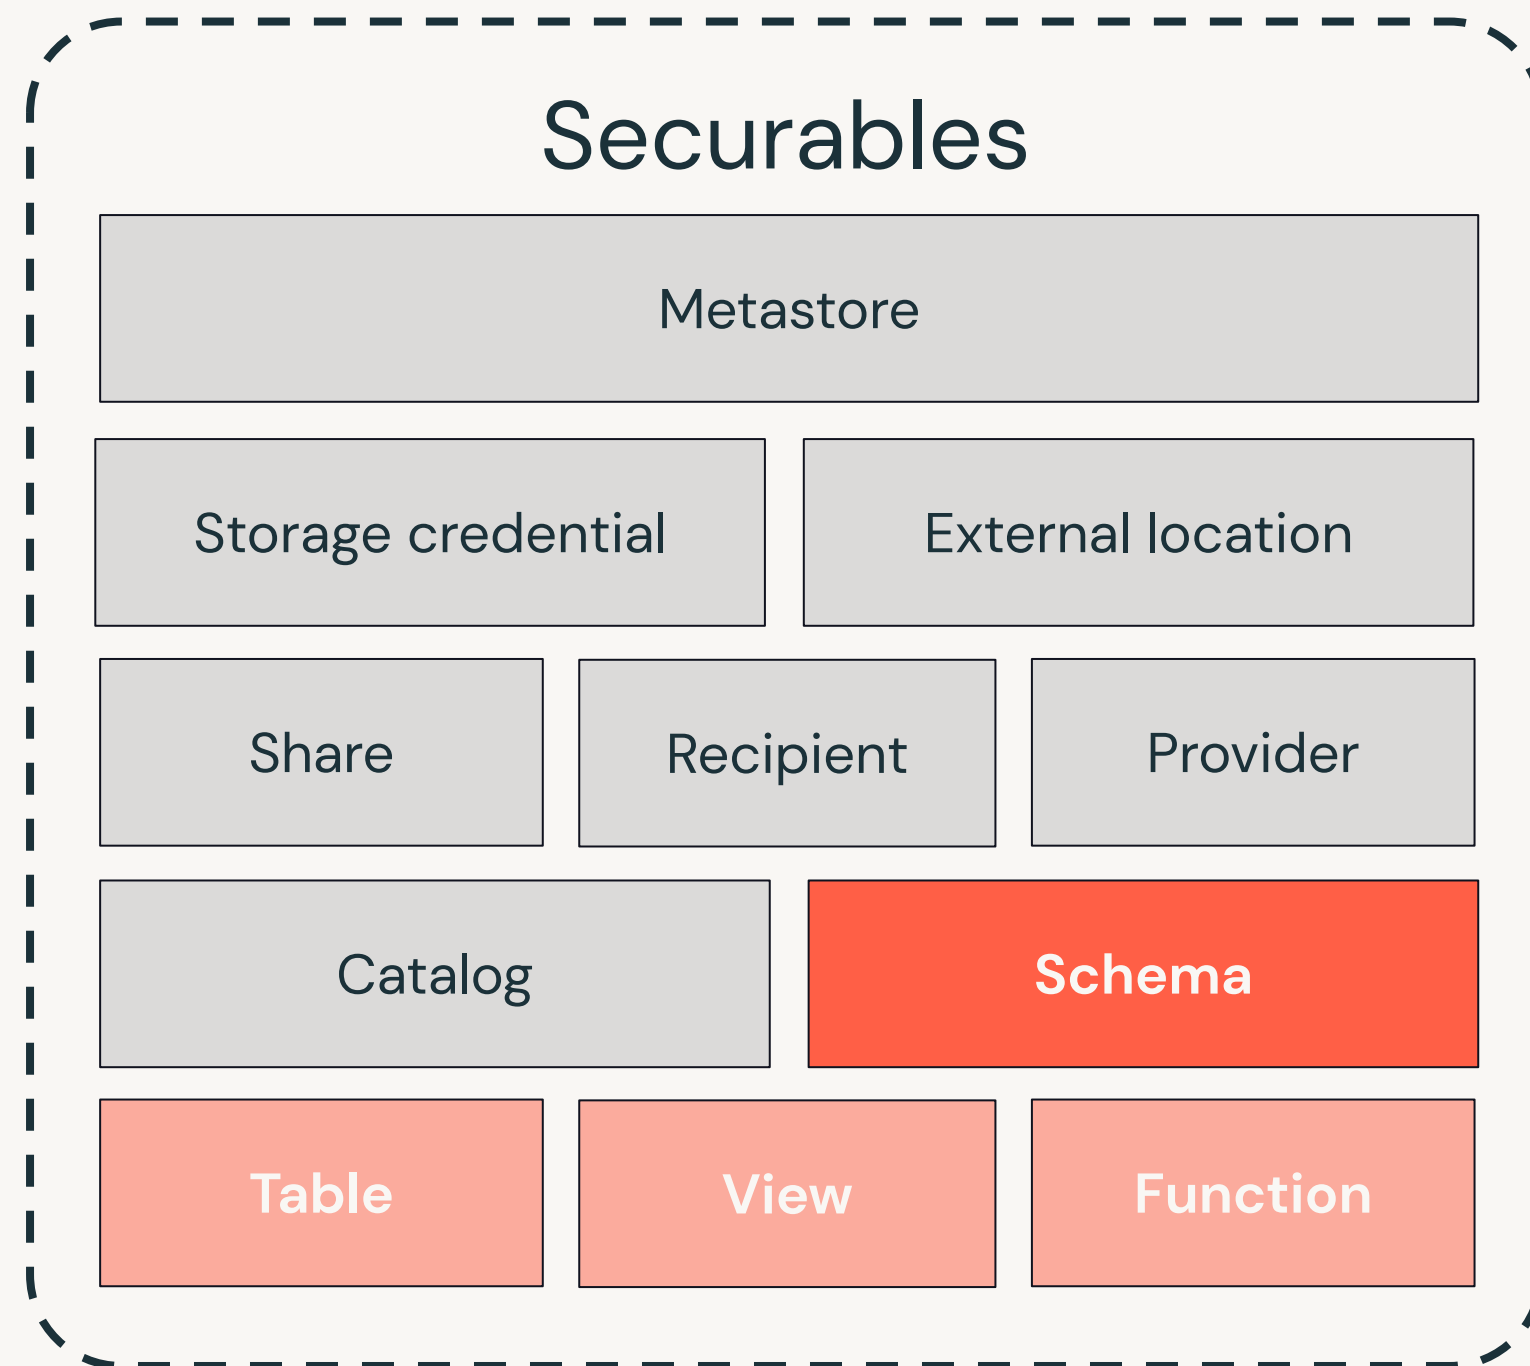 Securables
Metastore
Storage credential
External location
Share
Recipient
Provider
Catalog
Schema
Table
View
Function